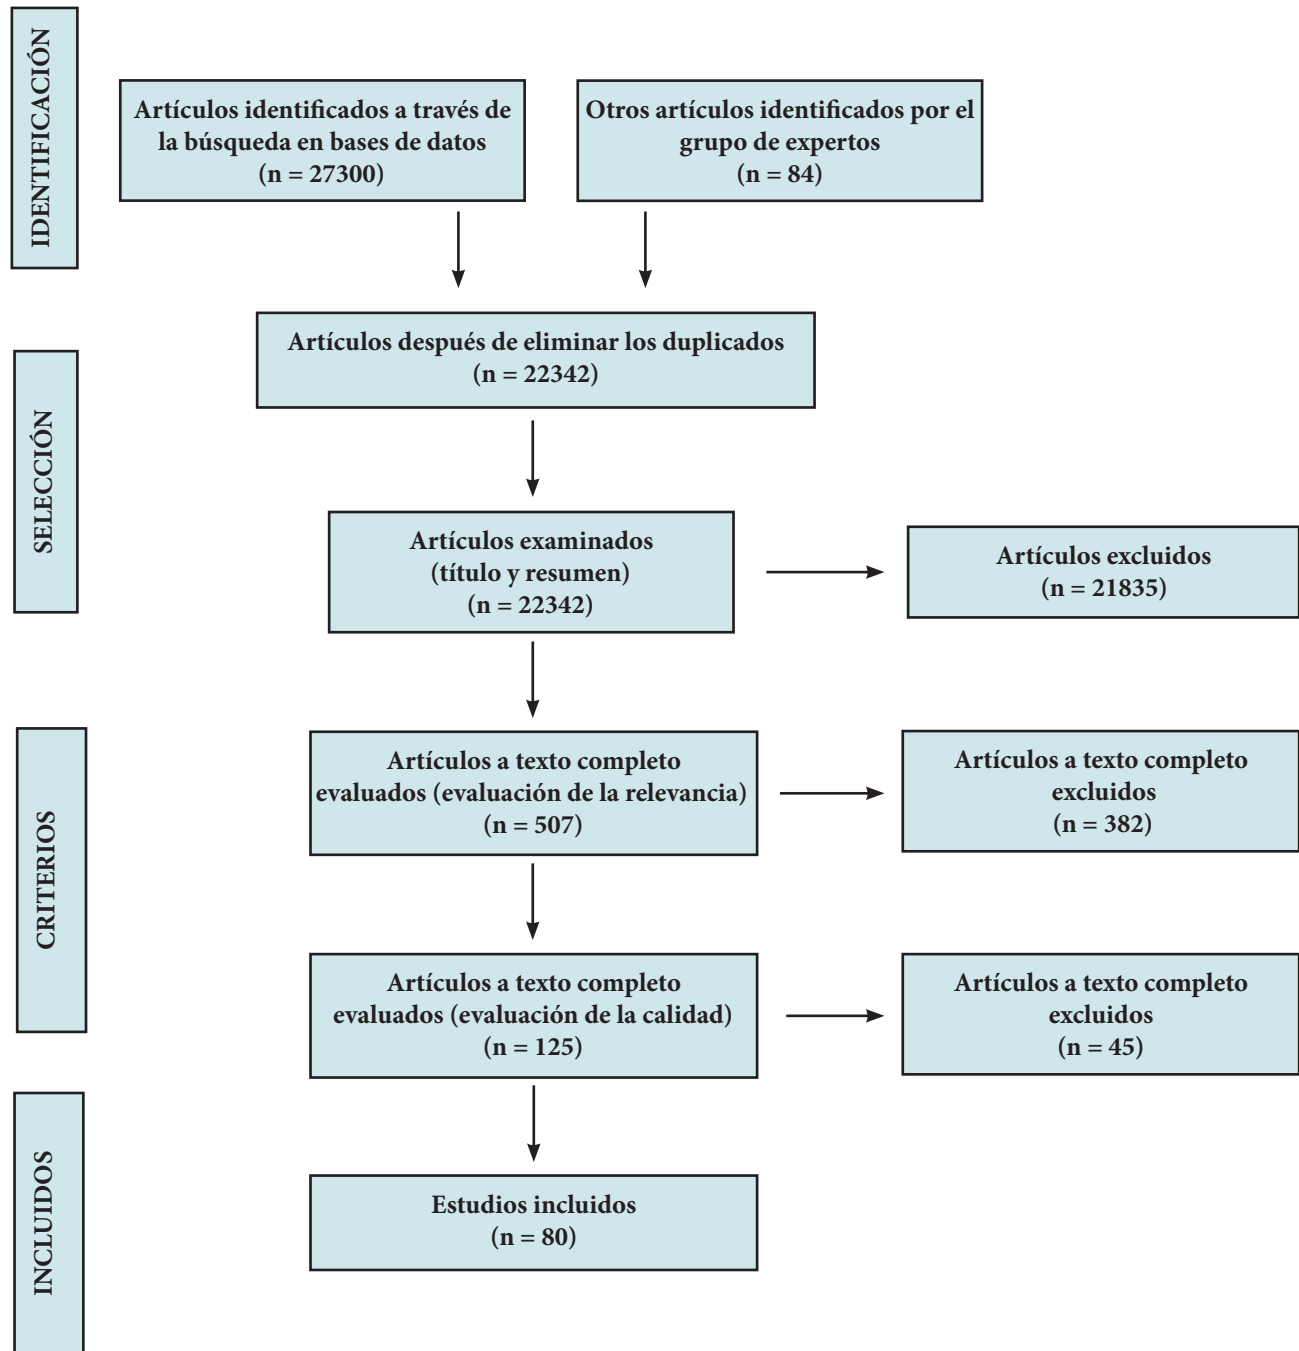 IDENTIFICACIÓN
Artículos identificados a través de
la búsqueda en bases de datos
(n = 27300)
Otros artículos identificados por el
grupo de expertos
(n = 84)
Artículos después de eliminar los duplicados
(n = 22342)
SELECCIÓN
Artículos examinados
(título y resumen)
(n = 22342)
Artículos excluidos
(n = 21835)
CRITERIOS
Artículos a texto completo
evaluados (evaluación de la relevancia)
(n = 507)
Artículos a texto completo
excluidos
(n = 382)
Artículos a texto completo
evaluados (evaluación de la calidad)
(n = 125)
Artículos a texto completo
excluidos
(n = 45)
INCLUIDOS
Estudios incluidos
(n = 80)